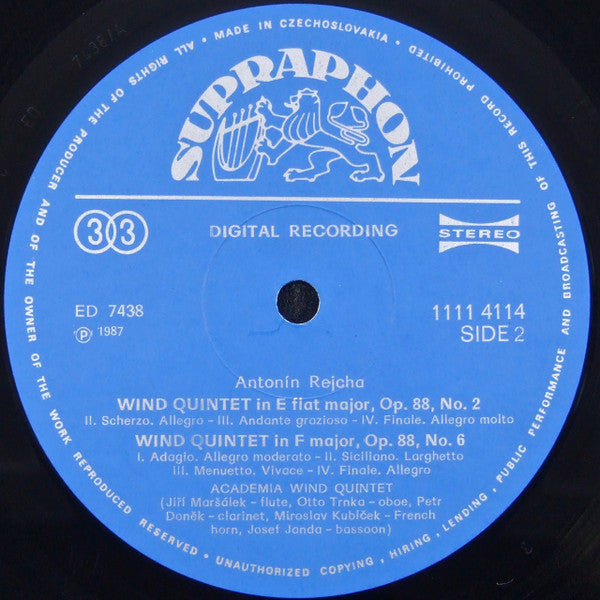 ALL RIGHTS OF THE PRODUCER AND OF THE OWNER OF THE WORK REPRODUCED RESERVED • UNAUTHORIZED COPYING, HIRING, LENDING, PUBLIC PERFORMANCE AND BROADCASTING OF THIS RECORD PROHIBITED • MADE IN CZECHOSLOVAKIA •
SUPRAPHON
33 DIGITAL RECORDING STEREO
ED 7438 1111 4114
Ⓟ 1987 SIDE 2
Antonín Rejcha
WIND QUINTET in E flat major, Op. 88, No. 2
II. Scherzo. Allegro – III. Andante grazioso – IV. Finale. Allegro molto
WIND QUINTET in F major, Op. 88, No. 6
I. Adagio. Allegro moderato – II. Siciliano. Larghetto
III. Menuetto. Vivace – IV. Finale. Allegro
ACADEMIA WIND QUINTET
(Jiří Maršálek – flute, Otto Trnka – oboe, Petr
Doněk – clarinet, Miroslav Kubíček – French
horn, Josef Janda – bassoon)